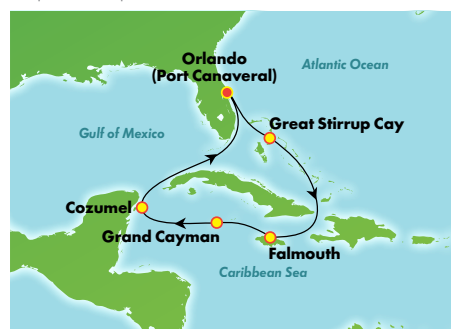 Orlando
(Port Canaveral)
Atlantic Ocean
Great Stirrup Cay
Gulf of Mexico
Cozumel
Grand Cayman
Falmouth
Caribbean Sea